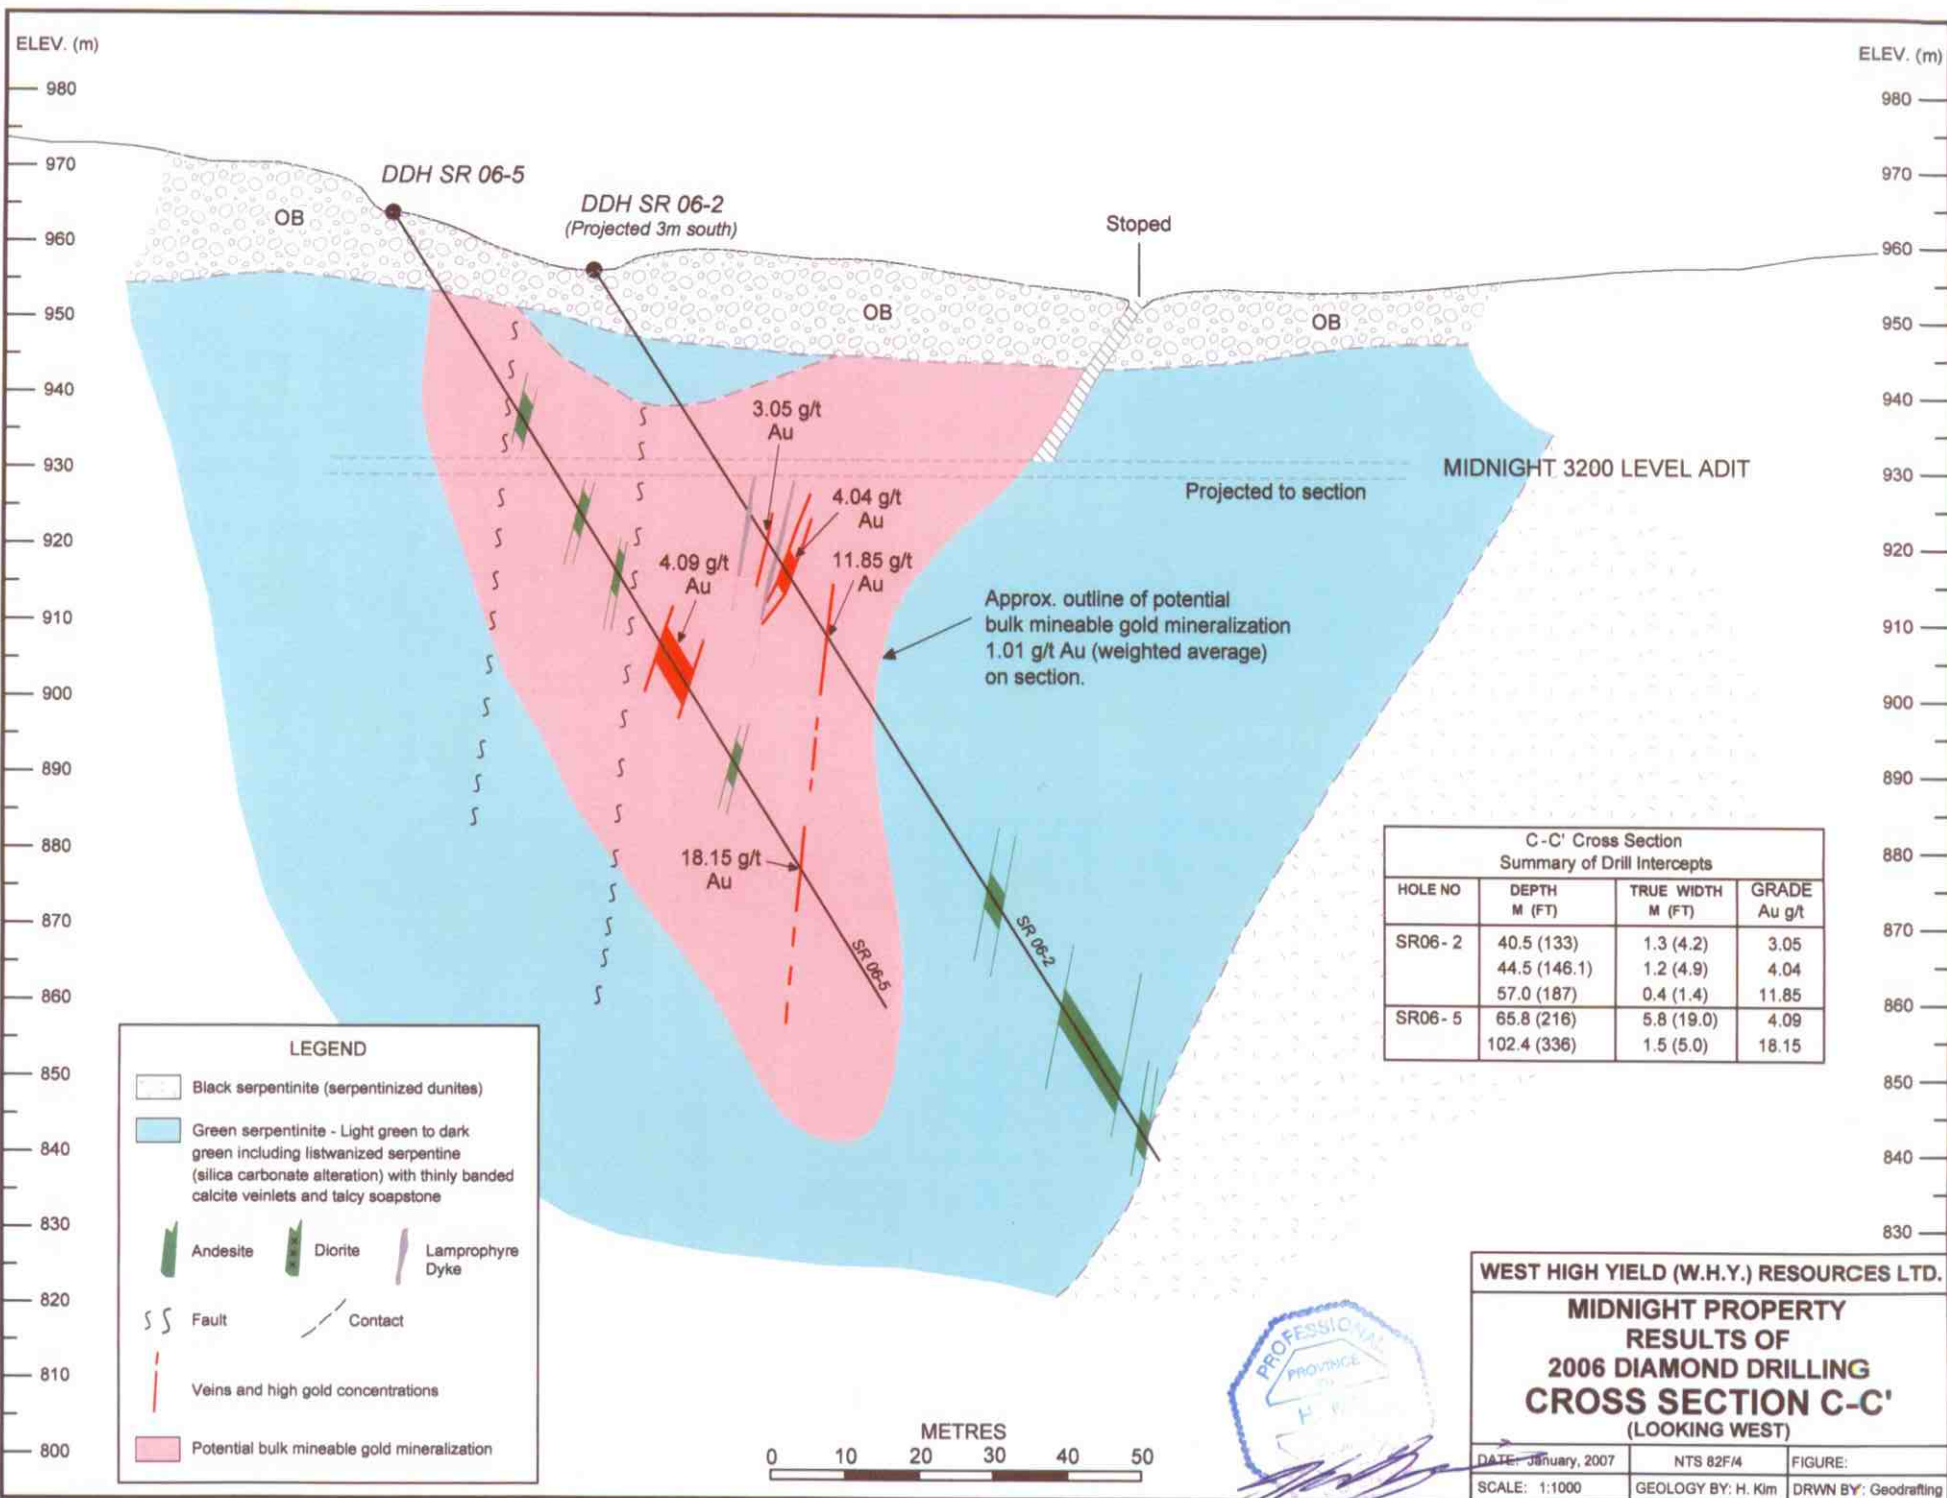 ELEV. (m)
ELEV. (m)
980
970
960
950
940
930
920
910
900
890
880
870
860
850
840
830
820
810
800
980
970
960
950
940
930
920
910
900
890
880
870
860
850
840
830
DDH SR 06-5
DDH SR 06-2
(Projected 3m south)
Stoped
OB
OB
OB
3.05 g/t
Au
4.04 g/t
Au
11.85 g/t
Au
4.09 g/t
Au
18.15 g/t
Au
MIDNIGHT 3200 LEVEL ADIT
Projected to section
Approx. outline of potential
bulk mineable gold mineralization
1.01 g/t Au (weighted average)
on section.
SR 06-5
SR 06-2
C-C' Cross Section
Summary of Drill Intercepts
HOLE NO DEPTH TRUE WIDTH GRADE
M (FT) M (FT) Au g/t
SR06-2 40.5 (133) 1.3 (4.2) 3.05
44.5 (146.1) 1.2 (4.9) 4.04
57.0 (187) 0.4 (1.4) 11.85
SR06-5 65.8 (216) 5.8 (19.0) 4.09
102.4 (336) 1.5 (5.0) 18.15
LEGEND
Black serpentinite (serpentinized dunites)
Green serpentinite - Light green to dark
green including listwanized serpentine
(silica carbonate alteration) with thinly banded
calcite veinlets and talcy soapstone
Andesite Diorite Lamprophyre
Dyke
Fault Contact
Veins and high gold concentrations
Potential bulk mineable gold mineralization
METRES
0 10 20 30 40 50
PROFESSIONAL
PROVINCE
WEST HIGH YIELD (W.H.Y.) RESOURCES LTD.
MIDNIGHT PROPERTY
RESULTS OF
2006 DIAMOND DRILLING
CROSS SECTION C-C'
(LOOKING WEST)
DATE: January, 2007 NTS 82F/4 FIGURE:
SCALE: 1:1000 GEOLOGY BY: H. Kim DRWN BY: Geodrafting